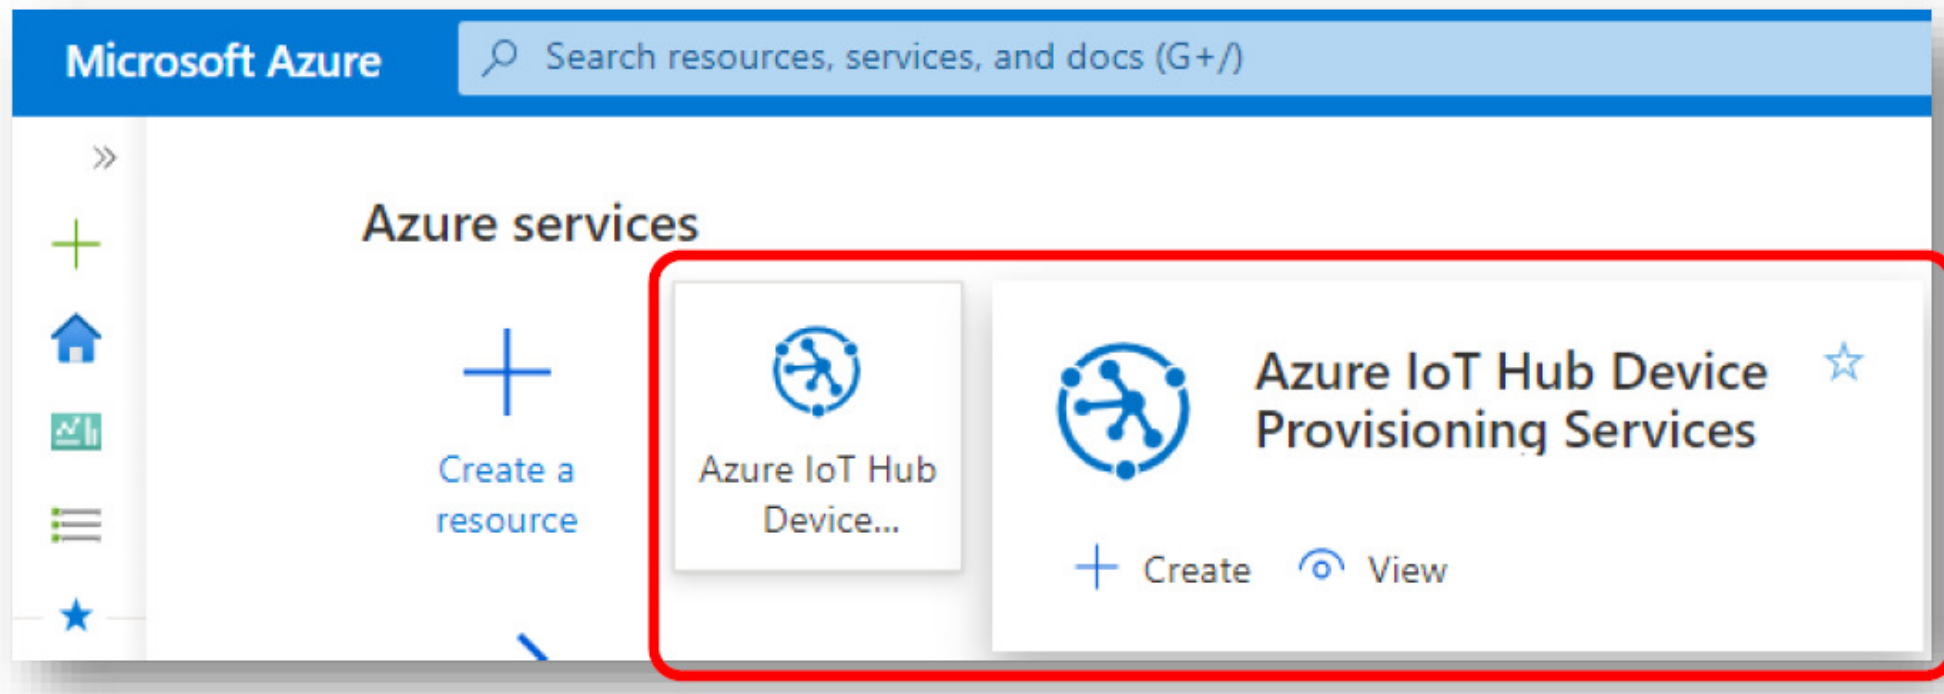 Microsoft Azure
Search resources, services, and docs (G+/)
Azure services
Create a
resource
Azure IoT Hub
Device...
Azure IoT Hub Device
Provisioning Services
Create
View